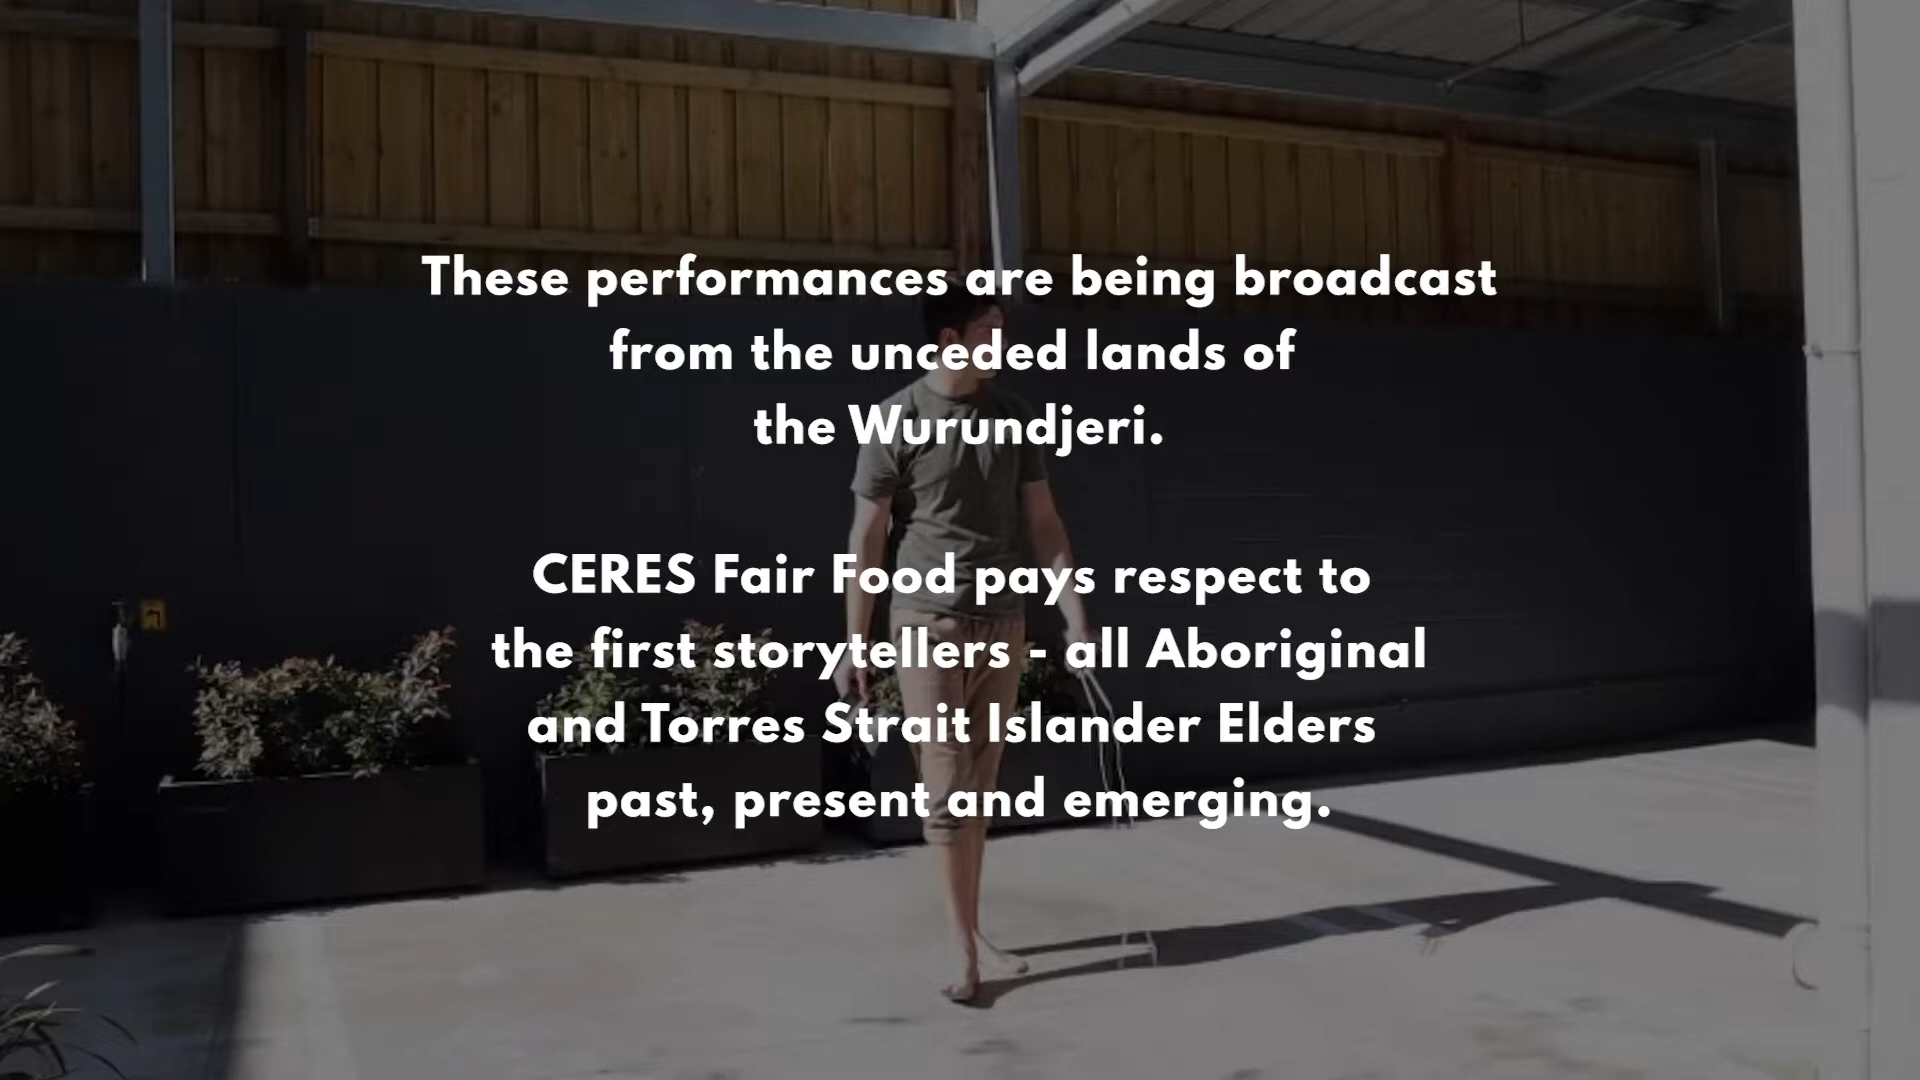 These performances are being broadcast
from the unceded lands of
the Wurundjeri.
CERES Fair Food pays respect to
the first storytellers - all Aboriginal
and Torres Strait Islander Elders
past, present and emerging.